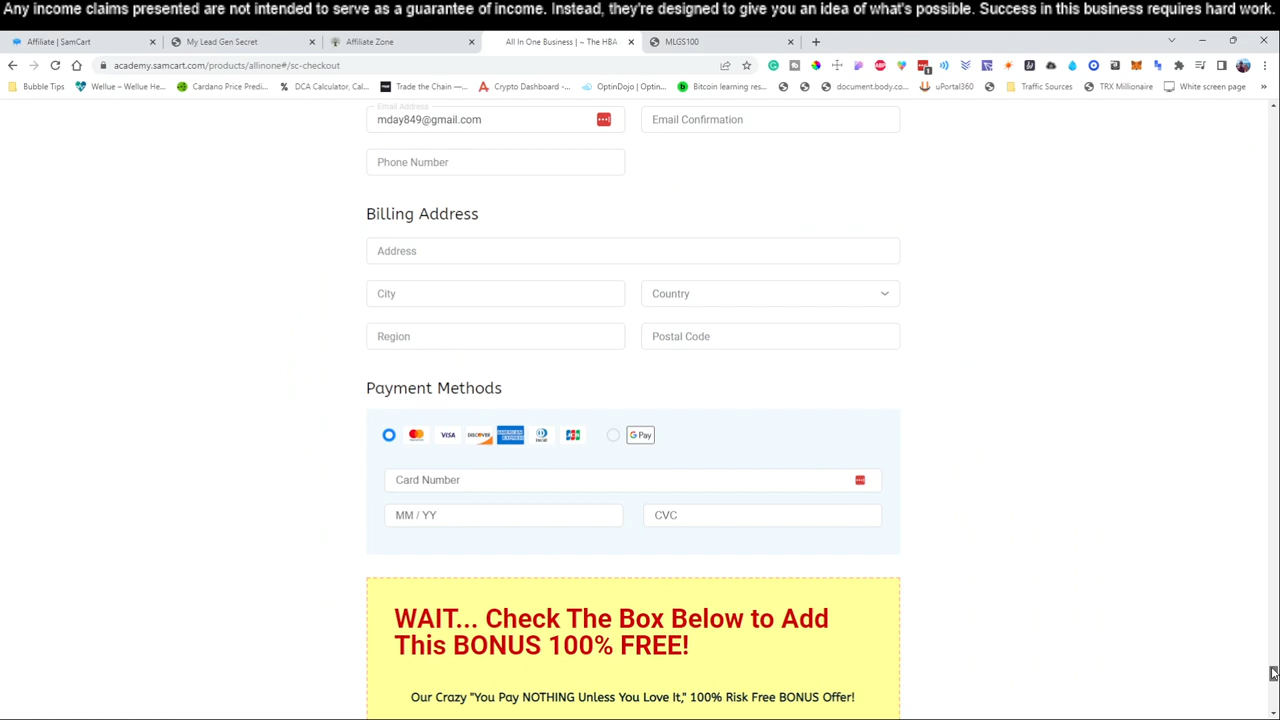 Any income claims presented are not intended to serve as a guarantee of income. Instead, they're designed to give you an idea of what's possible. Success in this business requires hard work.
Affiliate | SamCart
My Lead Gen Secret
Affiliate Zone
All In One Business | ~ The HBA
MLGS100
academy.samcart.com/products/allinone#/sc-checkout
Bubble Tips
Wellue – Wellue He...
Cardano Price Predi...
DCA Calculator, Cal...
Trade the Chain —...
Crypto Dashboard -...
OptinDojo | Optin...
Bitcoin learning res...
document.body.co...
uPortal360
Traffic Sources
TRX Millionaire
White screen page
Email Address
mday849@gmail.com
Email Confirmation
Phone Number
Billing Address
Address
City
Country
Region
Postal Code
Payment Methods
VISA
DISCOVER
G Pay
Card Number
MM / YY
CVC
WAIT... Check The Box Below to Add
This BONUS 100% FREE!
Our Crazy "You Pay NOTHING Unless You Love It," 100% Risk Free BONUS Offer!